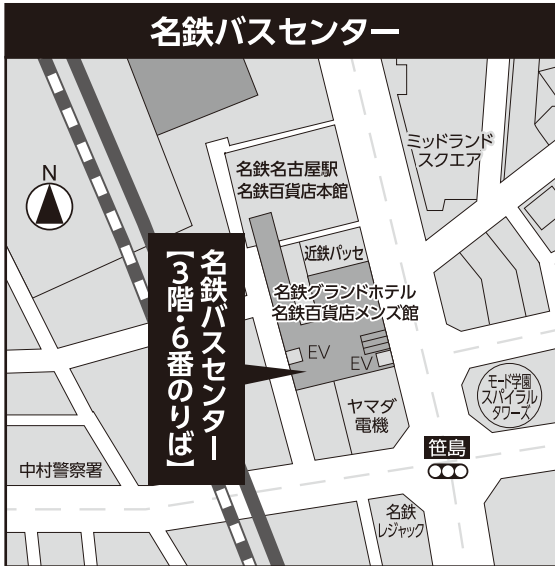 名鉄バスセンター
ミッドランド
スクエア
N
名鉄名古屋駅
名鉄百貨店本館
近鉄パッセ
名鉄バスセンター
【3階・6番のりば】
名鉄グランドホテル
名鉄百貨店メンズ館
EV
EV
モード学園
スパイラル
タワーズ
ヤマダ
電機
笹島
中村警察署
名鉄
レジャック